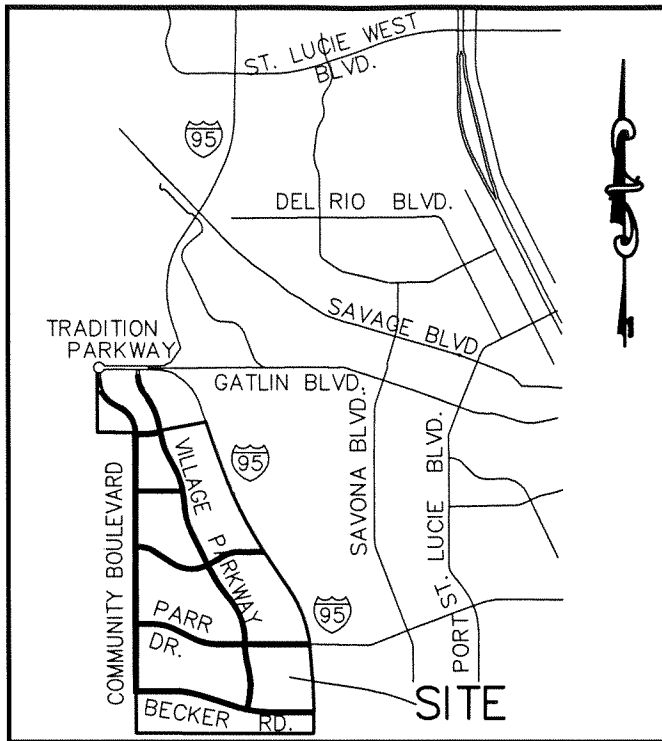 ST. LUCIE WEST
BLVD.
95
DEL RIO BLVD.
SAVAGE BLVD
TRADITION
PARKWAY
GATLIN BLVD.
95
SAVONA BLVD.
PORT ST. LUCIE BLVD.
COMMUNITY BOULEVARD
VILLAGE PARKWAY
95
PARR
DR.
SITE
BECKER RD.